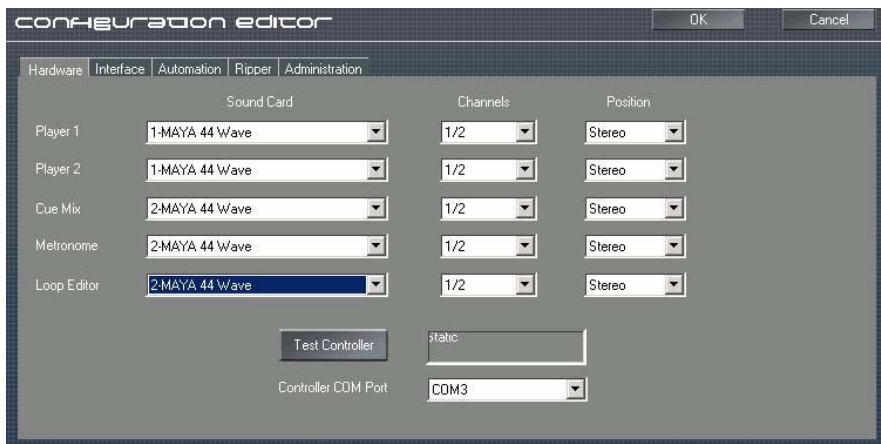 configuration editor OK Cancel
Hardware Interface Automation Ripper Administration
Sound Card Channels Position
Player 1 1-MAYA 44 Wave 1/2 Stereo
Player 2 1-MAYA 44 Wave 1/2 Stereo
Cue Mix 2-MAYA 44 Wave 1/2 Stereo
Metronome 2-MAYA 44 Wave 1/2 Stereo
Loop Editor 2-MAYA 44 Wave 1/2 Stereo
Test Controller Static
Controller COM Port COM3